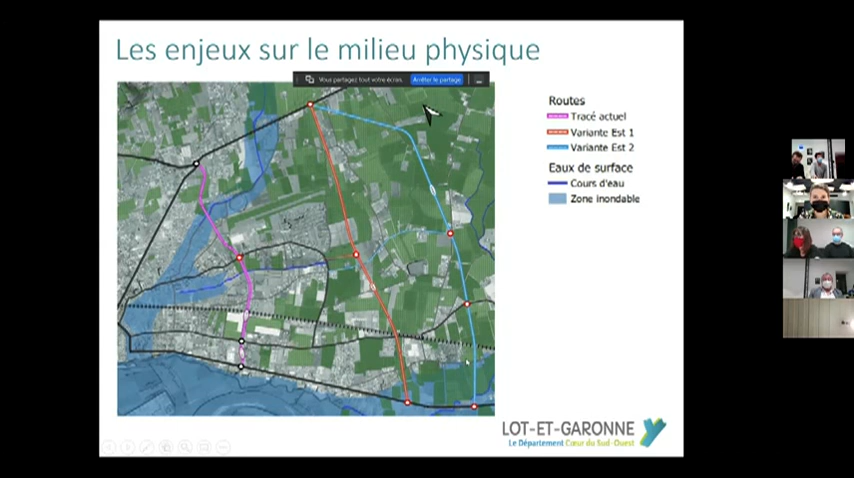 Les enjeux sur le milieu physique
Vous partagez tout votre écran.
Arrêter le partage
Routes
Tracé actuel
Variante Est 1
Variante Est 2
Eaux de surface
Cours d'eau
Zone inondable
LOT-ET-GARONNE
Le Département Cœur du Sud-Ouest